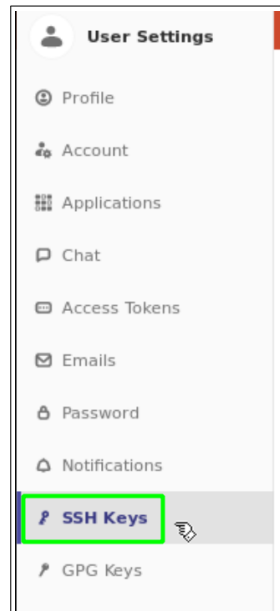 User Settings
Profile
Account
Applications
Chat
Access Tokens
Emails
Password
Notifications
SSH Keys
GPG Keys